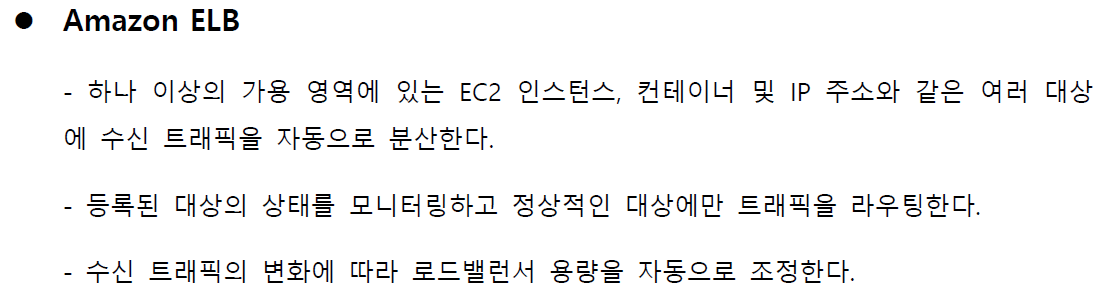 ● Amazon ELB
- 하나 이상의 가용 영역에 있는 EC2 인스턴스, 컨테이너 및 IP 주소와 같은 여러 대상
에 수신 트래픽을 자동으로 분산한다.
- 등록된 대상의 상태를 모니터링하고 정상적인 대상에만 트래픽을 라우팅한다.
- 수신 트래픽의 변화에 따라 로드밸런서 용량을 자동으로 조정한다.